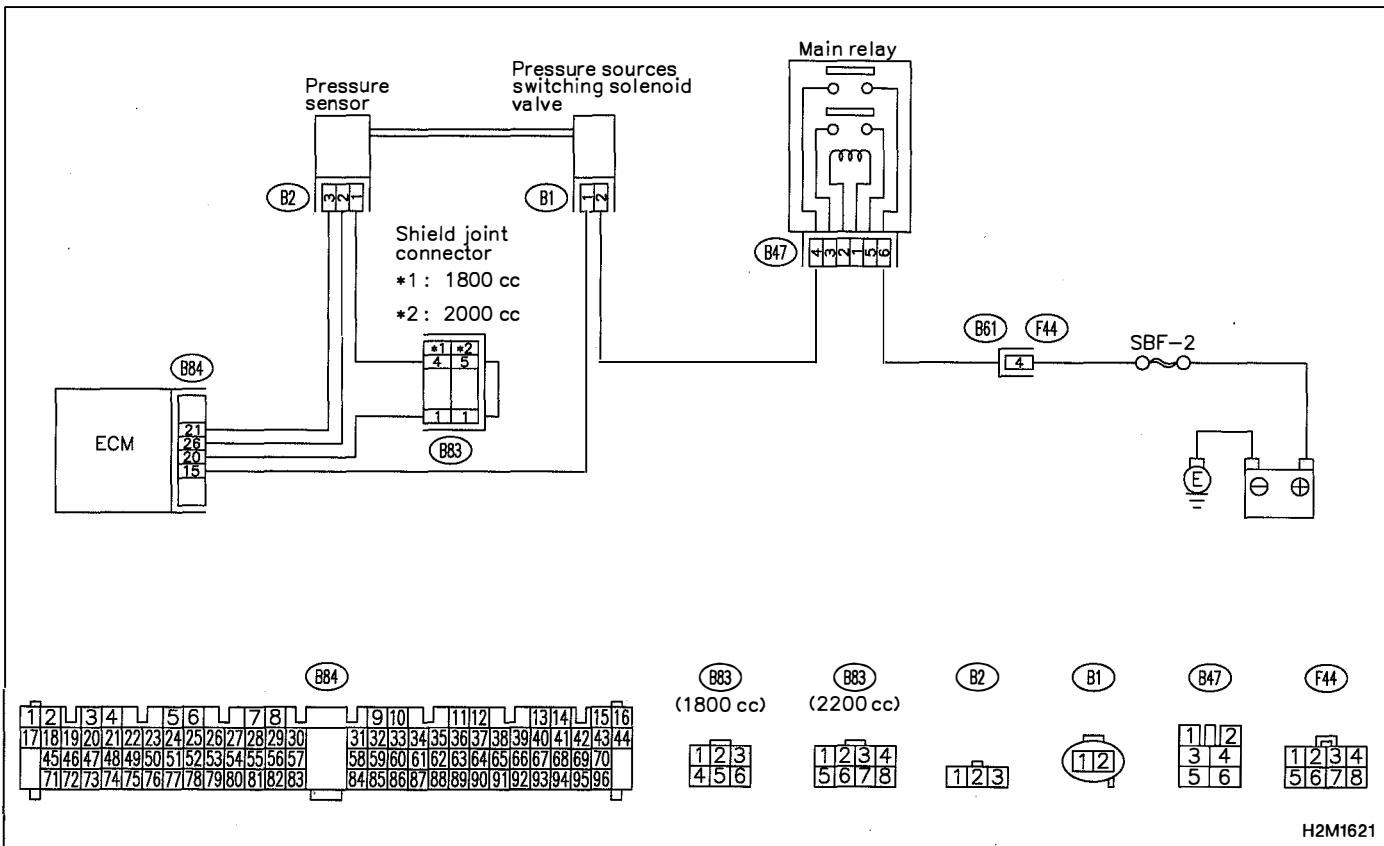 Main relay
Pressure sources
switching solenoid
valve
Pressure
sensor
B2
3 2 1
B1
1 2
Shield joint
connector
*1 : 1800 cc
*2 : 2000 cc
B47
4 3 2 1 5 6
B61
F44
4
SBF-2
*1 *2
4 5
1 1
B83
B84
ECM
21
26
20
15
E
⊖ ⊕
B84
1 2 3 4 5 6 7 8 9 10 11 12 13 14 15 16
17 18 19 20 21 22 23 24 25 26 27 28 29 30 31 32 33 34 35 36 37 38 39 40 41 42 43 44
45 46 47 48 49 50 51 52 53 54 55 56 57 58 59 60 61 62 63 64 65 66 67 68 69 70
71 72 73 74 75 76 77 78 79 80 81 82 83 84 85 86 87 88 89 90 91 92 93 94 95 96
B83
(1800 cc)
1 2 3
4 5 6
B83
(2200 cc)
1 2 3 4
5 6 7 8
B2
1 2 3
B1
1 2
B47
1 2
3 4
5 6
F44
1 2 3 4
5 6 7 8
H2M1621